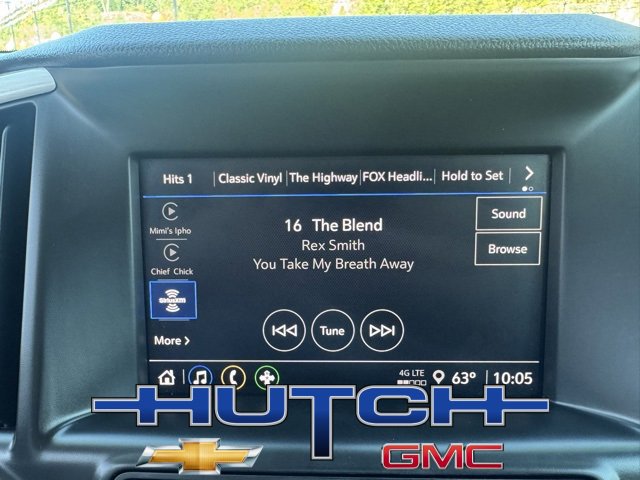 Hits 1 Classic Vinyl The Highway FOX Headli... Hold to Set
Mimi's Ipho
Chief Chick
SiriusXM
More >
16 The Blend
Rex Smith
You Take My Breath Away
Sound
Browse
Tune
4G LTE 63° 10:05
HUTCH
GMC